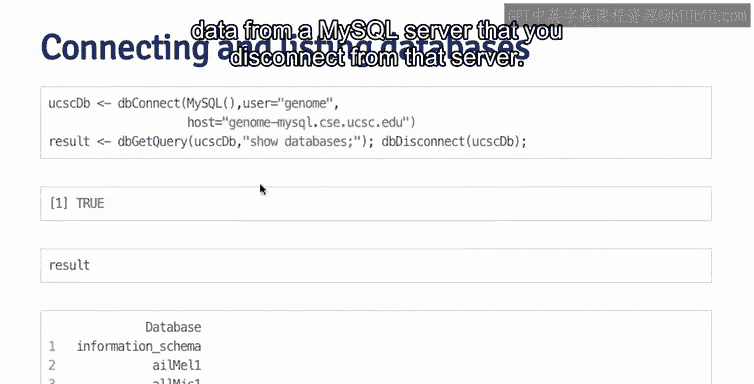 Connecting and listing databases
data from a MySQL server that you
disconnect from that server.
ucscDb <- dbConnect(MySQL(),user="genome",
host="genome-mysql.cse.ucsc.edu")
result <- dbGetQuery(ucscDb,"show databases;"); dbDisconnect(ucscDb);
[1] TRUE
result
Database
1 information_schema
2 ailMel1
3 allMis1